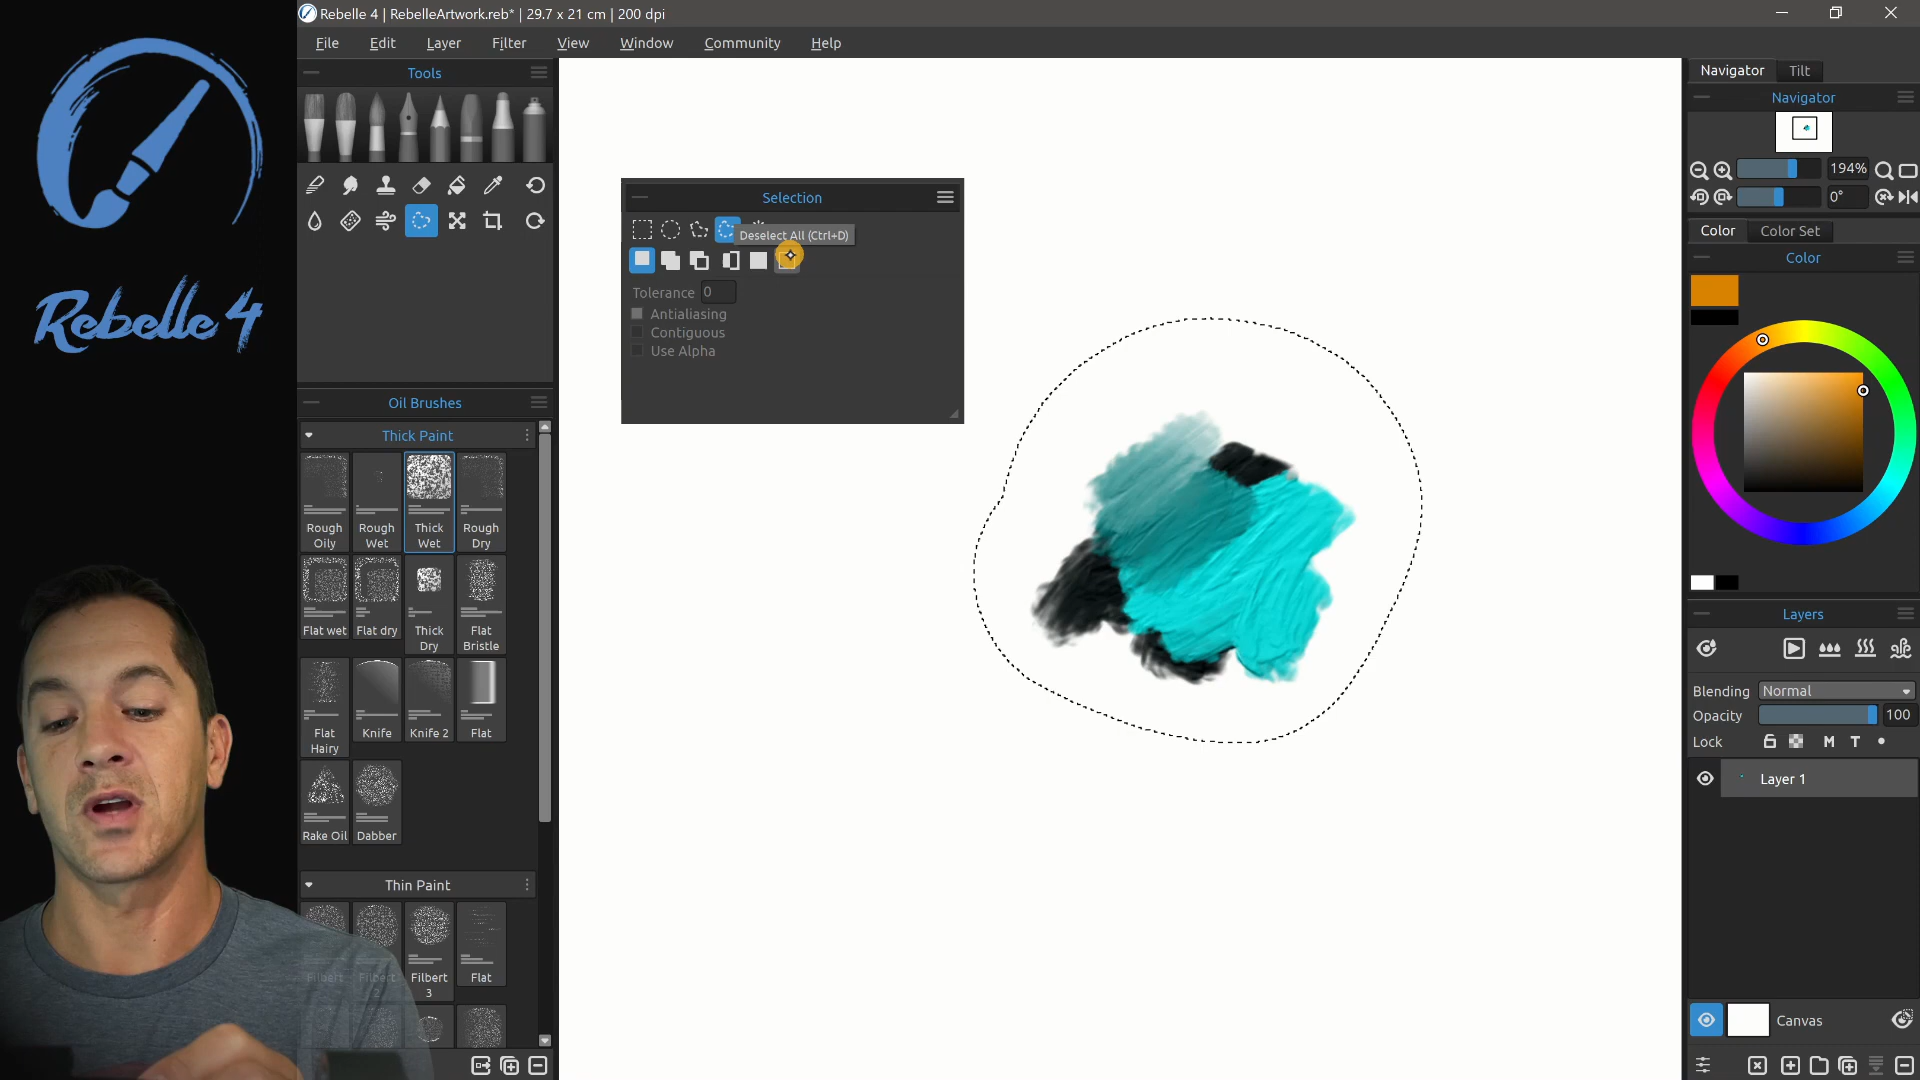 Rebelle 4 | RebelleArtwork.reb* | 29.7 x 21 cm | 200 dpi
File Edit Layer Filter View Window Community Help
Rebelle 4
Tools
Oil Brushes
Thick Paint
Rough Oily
Rough Wet
Thick Wet
Rough Dry
Flat wet
Flat dry
Thick Dry
Flat Bristle
Flat Hairy
Knife
Knife 2
Flat
Rake Oil
Dabber
Thin Paint
Filbert
Filbert 2
Filbert 3
Flat
Selection
Deselect All (Ctrl+D)
Tolerance 0
Antialiasing
Contiguous
Use Alpha
Navigator Tilt
Navigator
194%
0°
Color Color Set
Color
Layers
Blending Normal
Opacity 100
Lock M T
Layer 1
Canvas